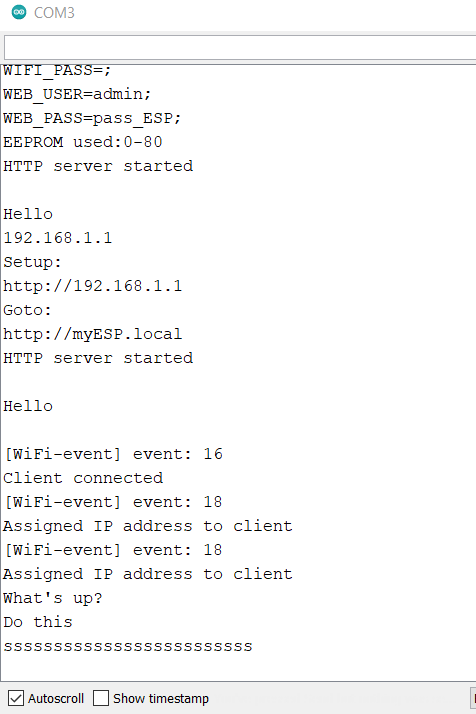 COM3
WIFI_PASS=;
WEB_USER=admin;
WEB_PASS=pass_ESP;
EEPROM used:0-80
HTTP server started
Hello
192.168.1.1
Setup:
http://192.168.1.1
Goto:
http://myESP.local
HTTP server started
Hello
[WiFi-event] event: 16
Client connected
[WiFi-event] event: 18
Assigned IP address to client
[WiFi-event] event: 18
Assigned IP address to client
What's up?
Do this
sssssssssssssssssssssssss
Autoscroll Show timestamp